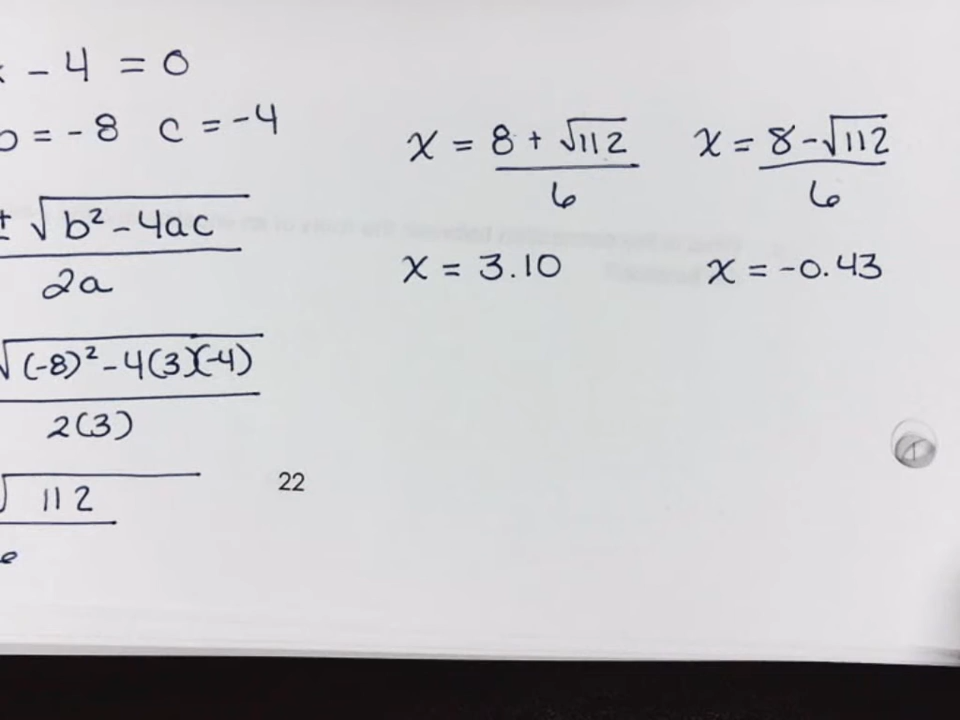 - 4 = 0
b = - 8 c = -4
± √b² - 4ac
2a
√(-8)² - 4(3)(-4)
2(3)
√112
6
22
x = 8 + √112
6
x = 3.10
x = 8 - √112
6
x = -0.43